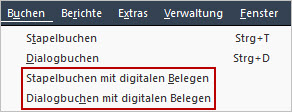 Buchen Berichte Extras Verwaltung Fenster
Stapelbuchen Strg+T
Dialogbuchen Strg+D
Stapelbuchen mit digitalen Belegen
Dialogbuchen mit digitalen Belegen